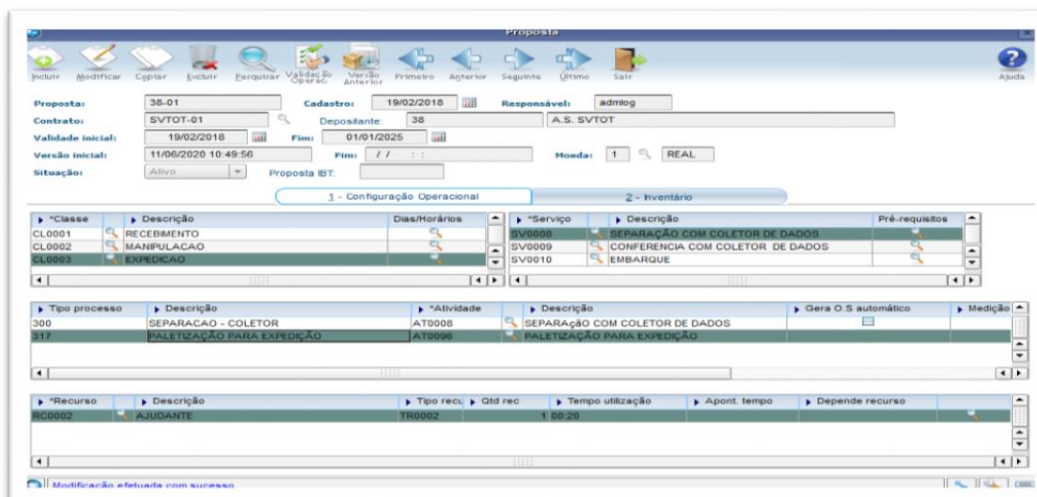 Proposta
Incluir Modificar Copiar Excluir Pesquisar Validação Operac. Versão Anterior Primeiro Anterior Seguinte Último Sair Ajuda
Proposta: 38-01 Cadastro: 19/02/2018 Responsável: admlog
Contrato: SVTOT-01 Depositante: 38 A.S. SVTOT
Validade inicial: 19/02/2018 Fim: 01/01/2025
Versão inicial: 11/06/2020 10:49:56 Fim: / / : : Moeda: 1 REAL
Situação: Ativo Proposta IBT:
1 - Configuração Operacional 2 - Inventário
*Classe Descrição Dias/Horários *Serviço Descrição Pré-requisitos
CL0001 RECEBIMENTO SV0008 SEPARAÇÃO COM COLETOR DE DADOS
CL0002 MANIPULACAO SV0009 CONFERENCIA COM COLETOR DE DADOS
CL0003 EXPEDICAO SV0010 EMBARQUE
Tipo processo Descrição *Atividade Descrição Gera O.S automático Medição
300 SEPARACAO - COLETOR AT0008 SEPARAçãO COM COLETOR DE DADOS
317 PALETIZAÇÃO PARA EXPEDIÇÃO AT0096 PALETIZAÇÃO PARA EXPEDIÇÃO
*Recurso Descrição Tipo recu Qtd rec Tempo utilização Apont. tempo Depende recurso
RC0002 AJUDANTE TR0002 1 00:20
Modificação efetuada com sucesso